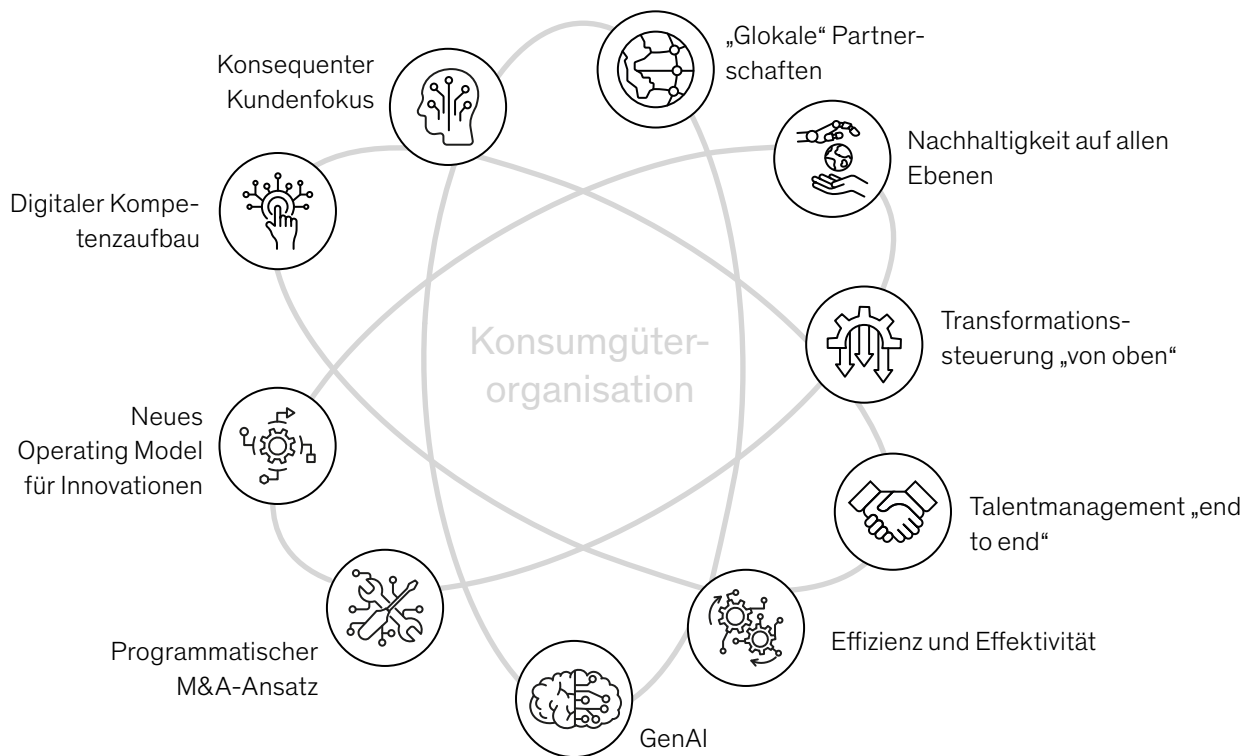 „Glokale“ Partner-
schaften
Konsequenter
Kundenfokus
Nachhaltigkeit auf allen
Ebenen
Digitaler Kompe-
tenzaufbau
Transformations-
steuerung „von oben“
Konsumgüter-
organisation
Neues
Operating Model
für Innovationen
Talentmanagement „end
to end“
Effizienz und Effektivität
Programmatischer
M&A-Ansatz
GenAI